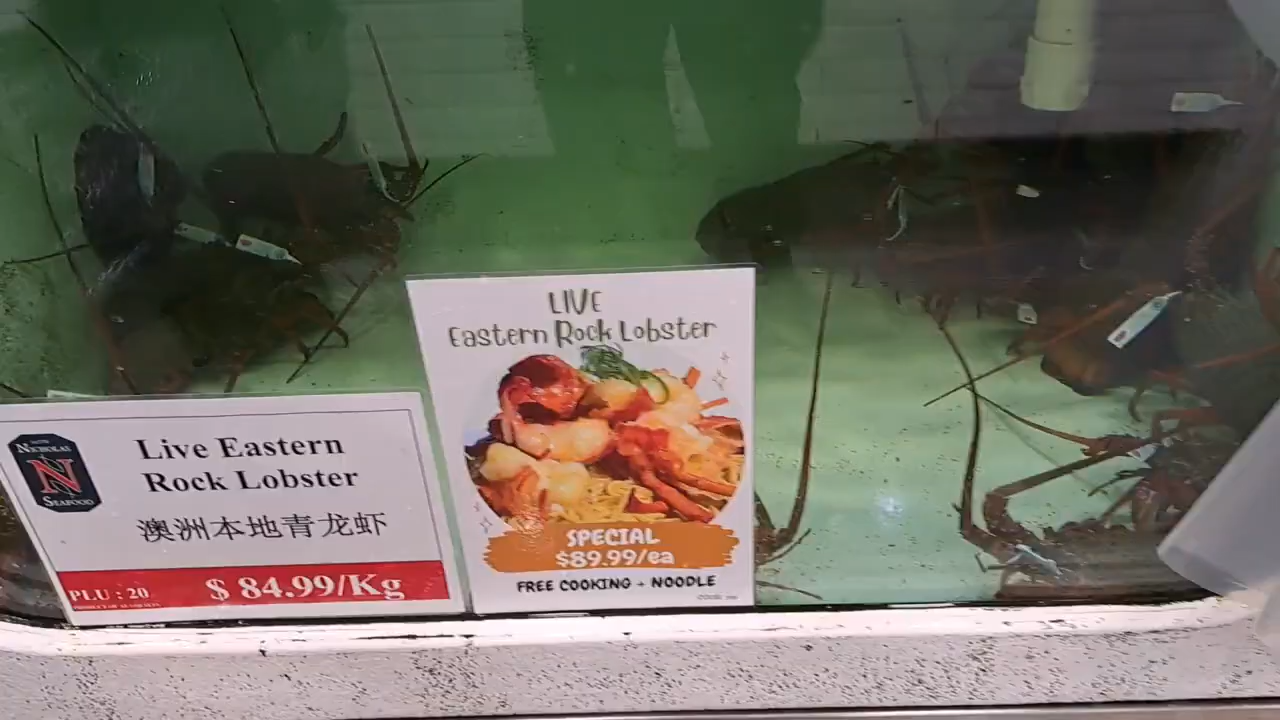 NICHOLAS
N
SEAFOOD
Live Eastern
Rock Lobster
澳洲本地青龙虾
PLU : 20
$ 84.99/Kg
LIVE
Eastern Rock Lobster
SPECIAL
$89.99/ea
FREE COOKING + NOODLE